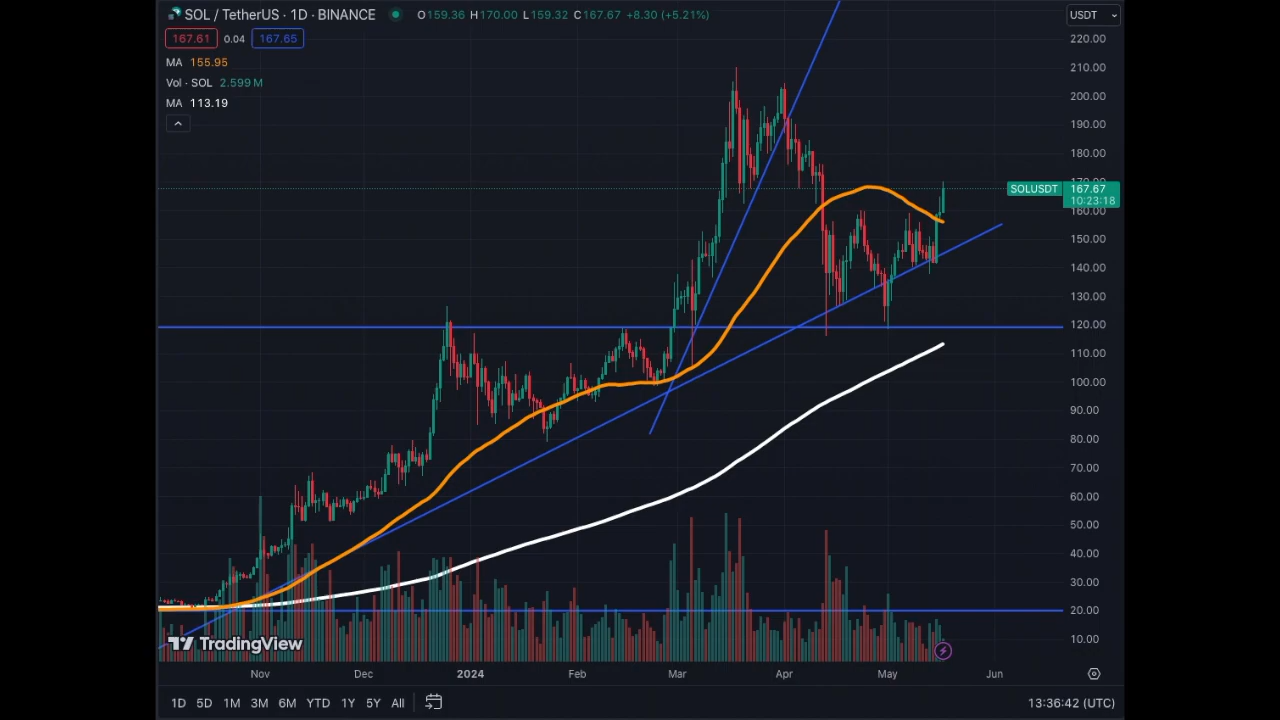 SOL / TetherUS · 1D · BINANCE O159.36 H170.00 L159.32 C167.67 +8.30 (+5.21%)
USDT
167.61 0.04 167.65
MA 155.95
Vol · SOL 2.599 M
MA 113.19
220.00
210.00
200.00
190.00
180.00
170.00
SOLUSDT 167.67
10:23:18
160.00
150.00
140.00
130.00
120.00
110.00
100.00
90.00
80.00
70.00
60.00
50.00
40.00
30.00
20.00
10.00
TradingView
Nov Dec 2024 Feb Mar Apr May Jun
1D 5D 1M 3M 6M YTD 1Y 5Y All 13:36:42 (UTC)